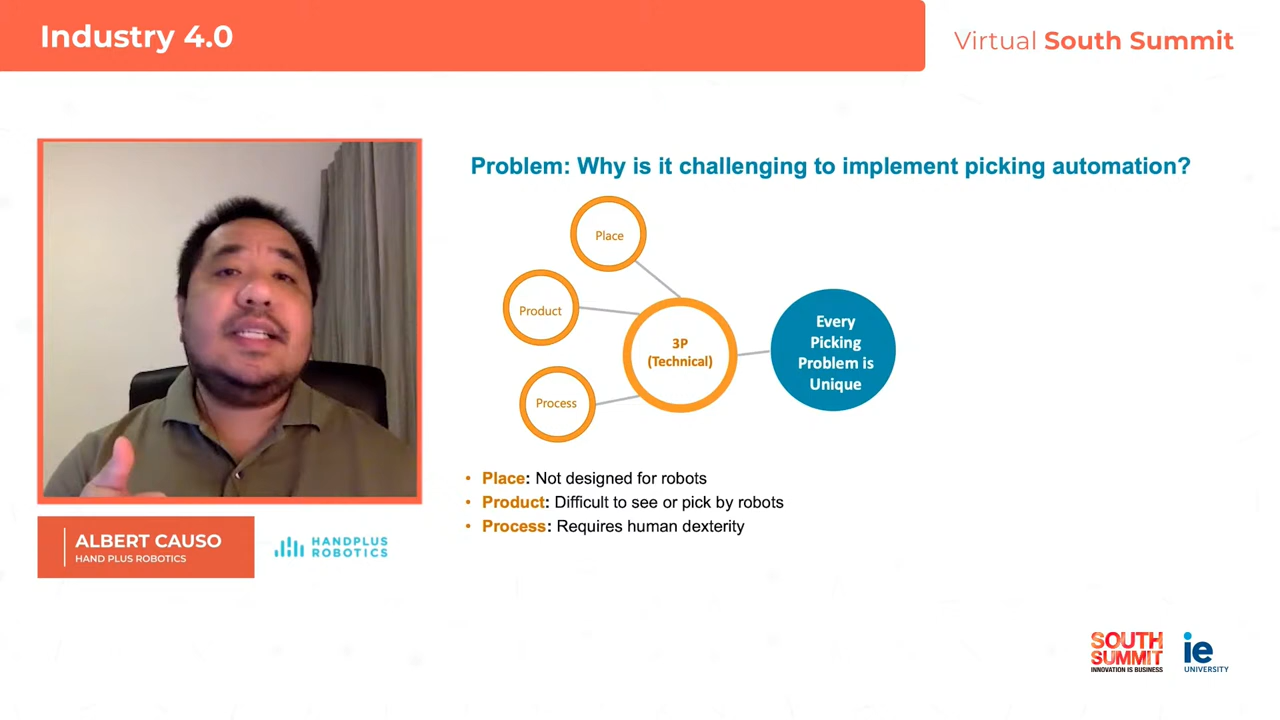 Industry 4.0
Virtual South Summit
Problem: Why is it challenging to implement picking automation?
Place
Product
Process
3P
(Technical)
Every
Picking
Problem is
Unique
• Place: Not designed for robots
• Product: Difficult to see or pick by robots
• Process: Requires human dexterity
ALBERT CAUSO
HAND PLUS ROBOTICS
HANDPLUS
ROBOTICS
SOUTH
SUMMIT
INNOVATION IS BUSINESS
ie
UNIVERSITY